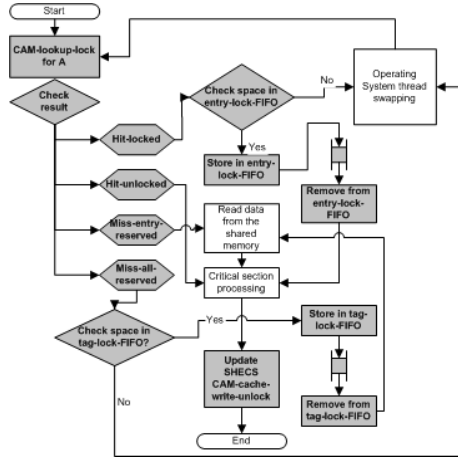 Start
CAM-lookup-lock
for A
Check
result
Check space in
entry-lock-FIFO
No
Operating
System thread
swapping
Hit-locked
Yes
Store in entry-
lock-FIFO
Hit-unlocked
Remove from
entry-lock-
FIFO
Miss-entry-
reserved
Read data
from the
shared
memory
Miss-all-
reserved
Critical section
processing
Check space in
tag-lock-FIFO?
Yes
Store in tag-
lock-FIFO
Update
SHECS
CAM-cache-
write-unlock
No
Remove from
tag-lock-FIFO
End